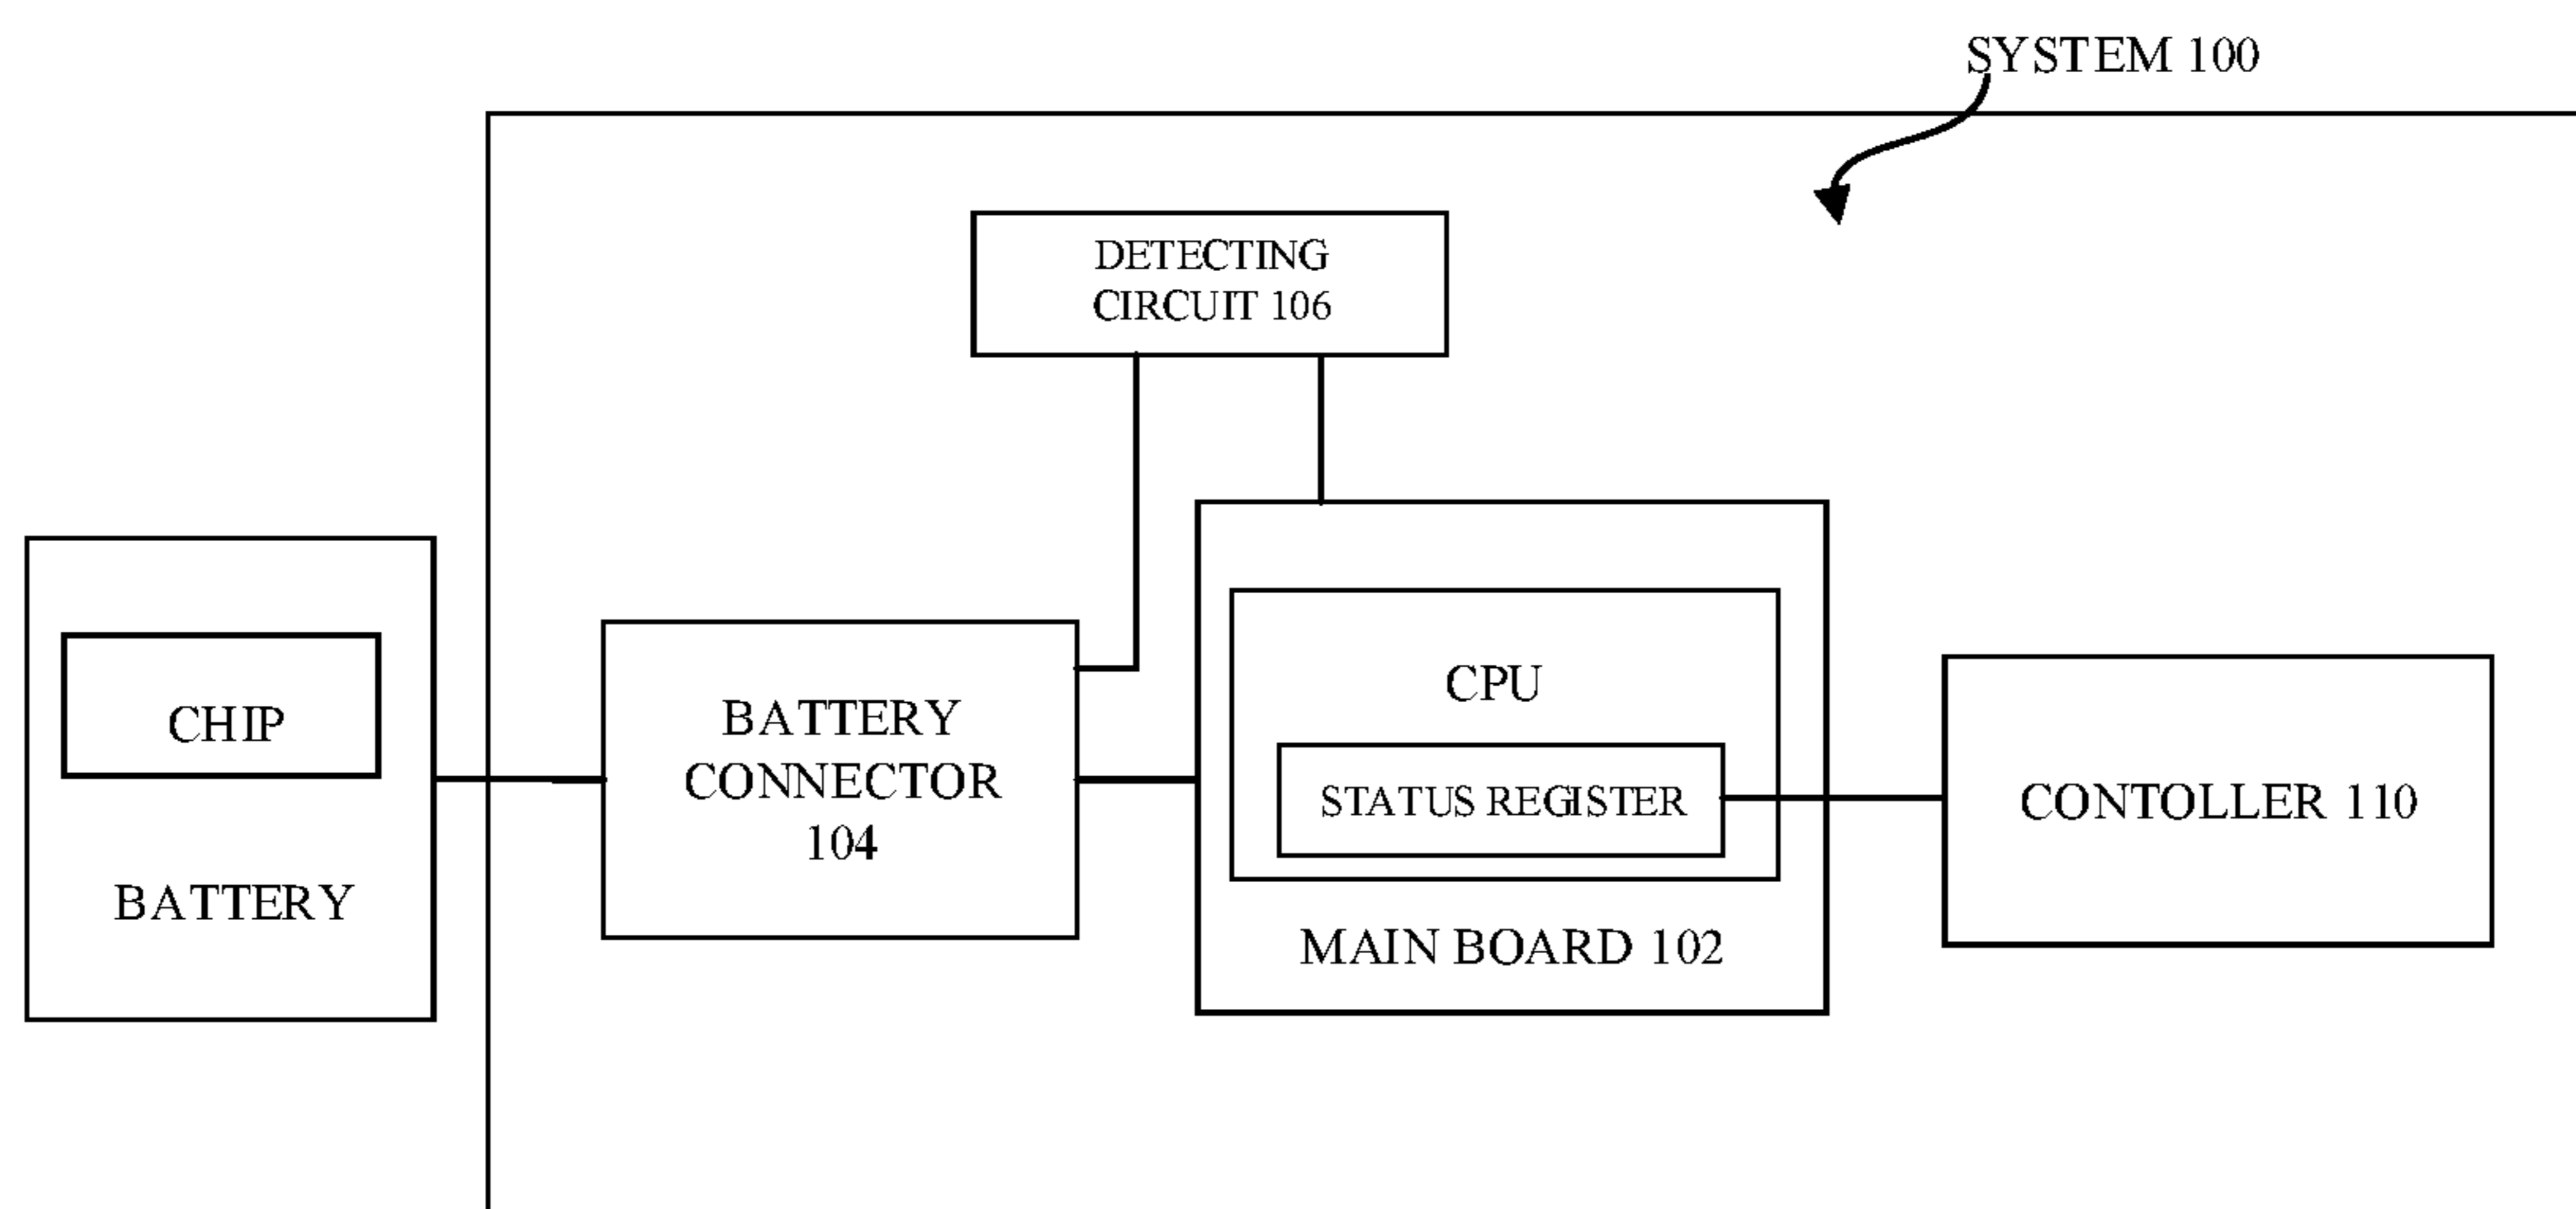 SYSTEM 100
DETECTING
CIRCUIT 106
CHIP
BATTERY
BATTERY
CONNECTOR
104
CPU
STATUS REGISTER
MAIN BOARD 102
CONTOLLER 110